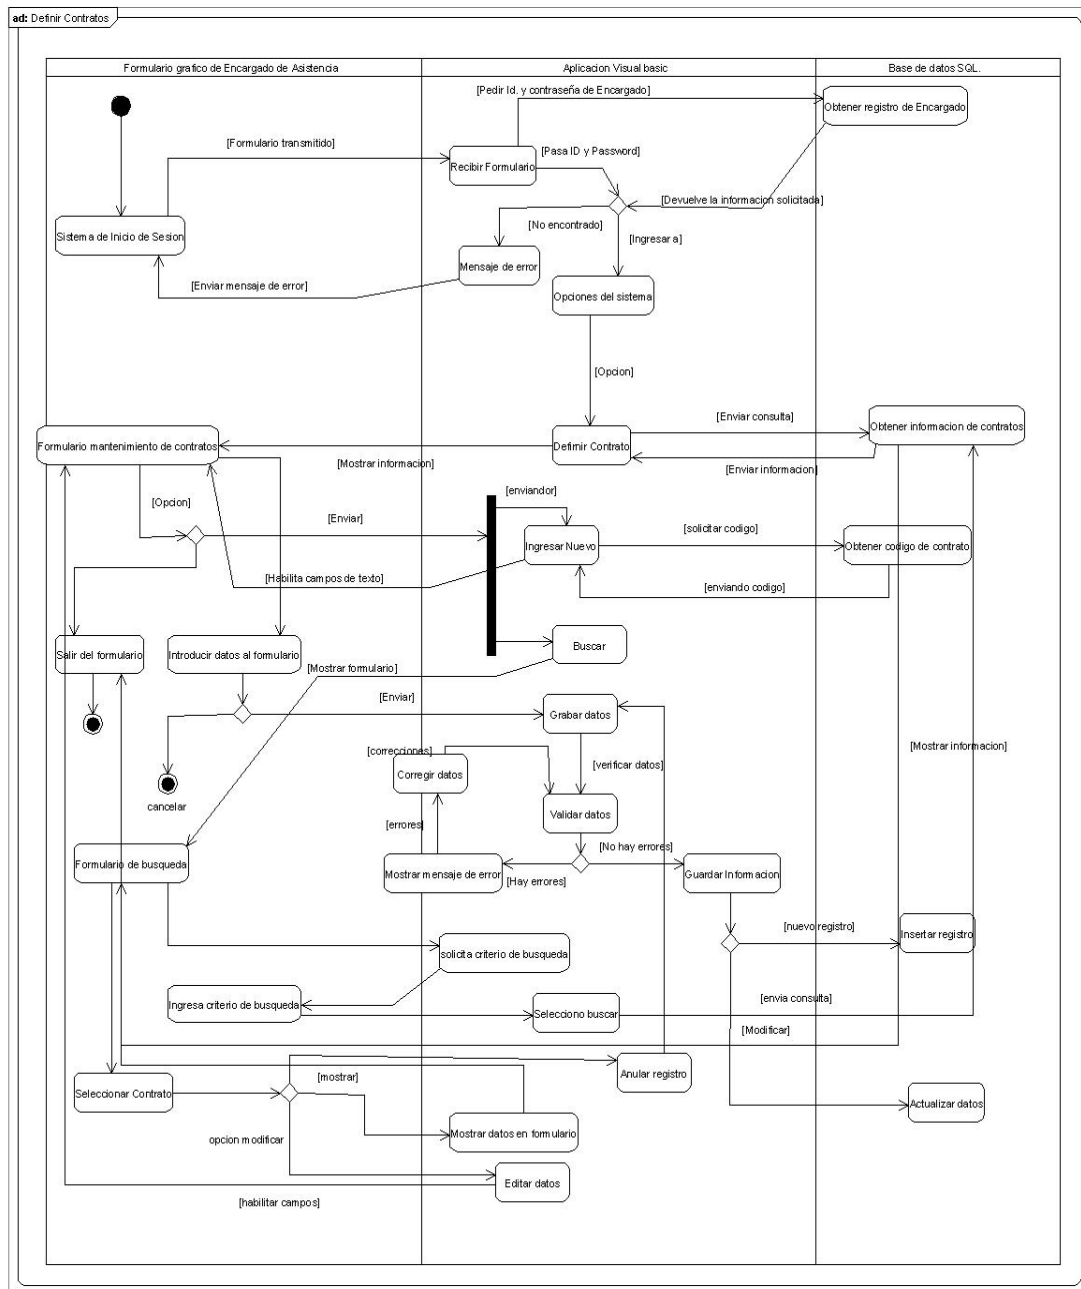 ad: Definir Contratos
Formulario grafico de Encargado de Asistencia
Aplicacion Visual basic
Base de datos SQL.
[Pedir Id. y contraseña de Encargado]
Obtener registro de Encargado
[Formulario transmitido]
[Pasa ID y Password]
Recibir Formulario
[Devuelve la informacion solicitada]
[No encontrado]
[Ingresar a]
Sistema de Inicio de Sesion
Mensaje de error
[Enviar mensaje de error]
Opciones del sistema
[Opcion]
[Enviar consulta]
Obtener informacion de contratos
Formulario mantenimiento de contratos
Definir Contrato
[Mostrar informacion]
[Enviar informacion]
[enviandor]
[Opcion]
[Enviar]
[solicitar codigo]
Ingresar Nuevo
Obtener codigo de contrato
[Habilita campos de texto]
[enviando codigo]
Salir del formulario
Introducir datos al formulario
Buscar
[Mostrar formulario]
[Enviar]
Grabar datos
[correcciones]
[Mostrar informacion]
[verificar datos]
Corregir datos
cancelar
Validar datos
[errores]
[No hay errores]
Formulario de busqueda
Mostrar mensaje de error
[Hay errores]
Guardar Informacion
[nuevo registro]
Insertar registro
solicita criterio de busqueda
Ingresa criterio de busqueda
[envia consulta]
Selecciono buscar
[Modificar]
[mostrar]
Anular registro
Seleccionar Contrato
Actualizar datos
opcion modificar
Mostrar datos en formulario
Editar datos
[habilitar campos]